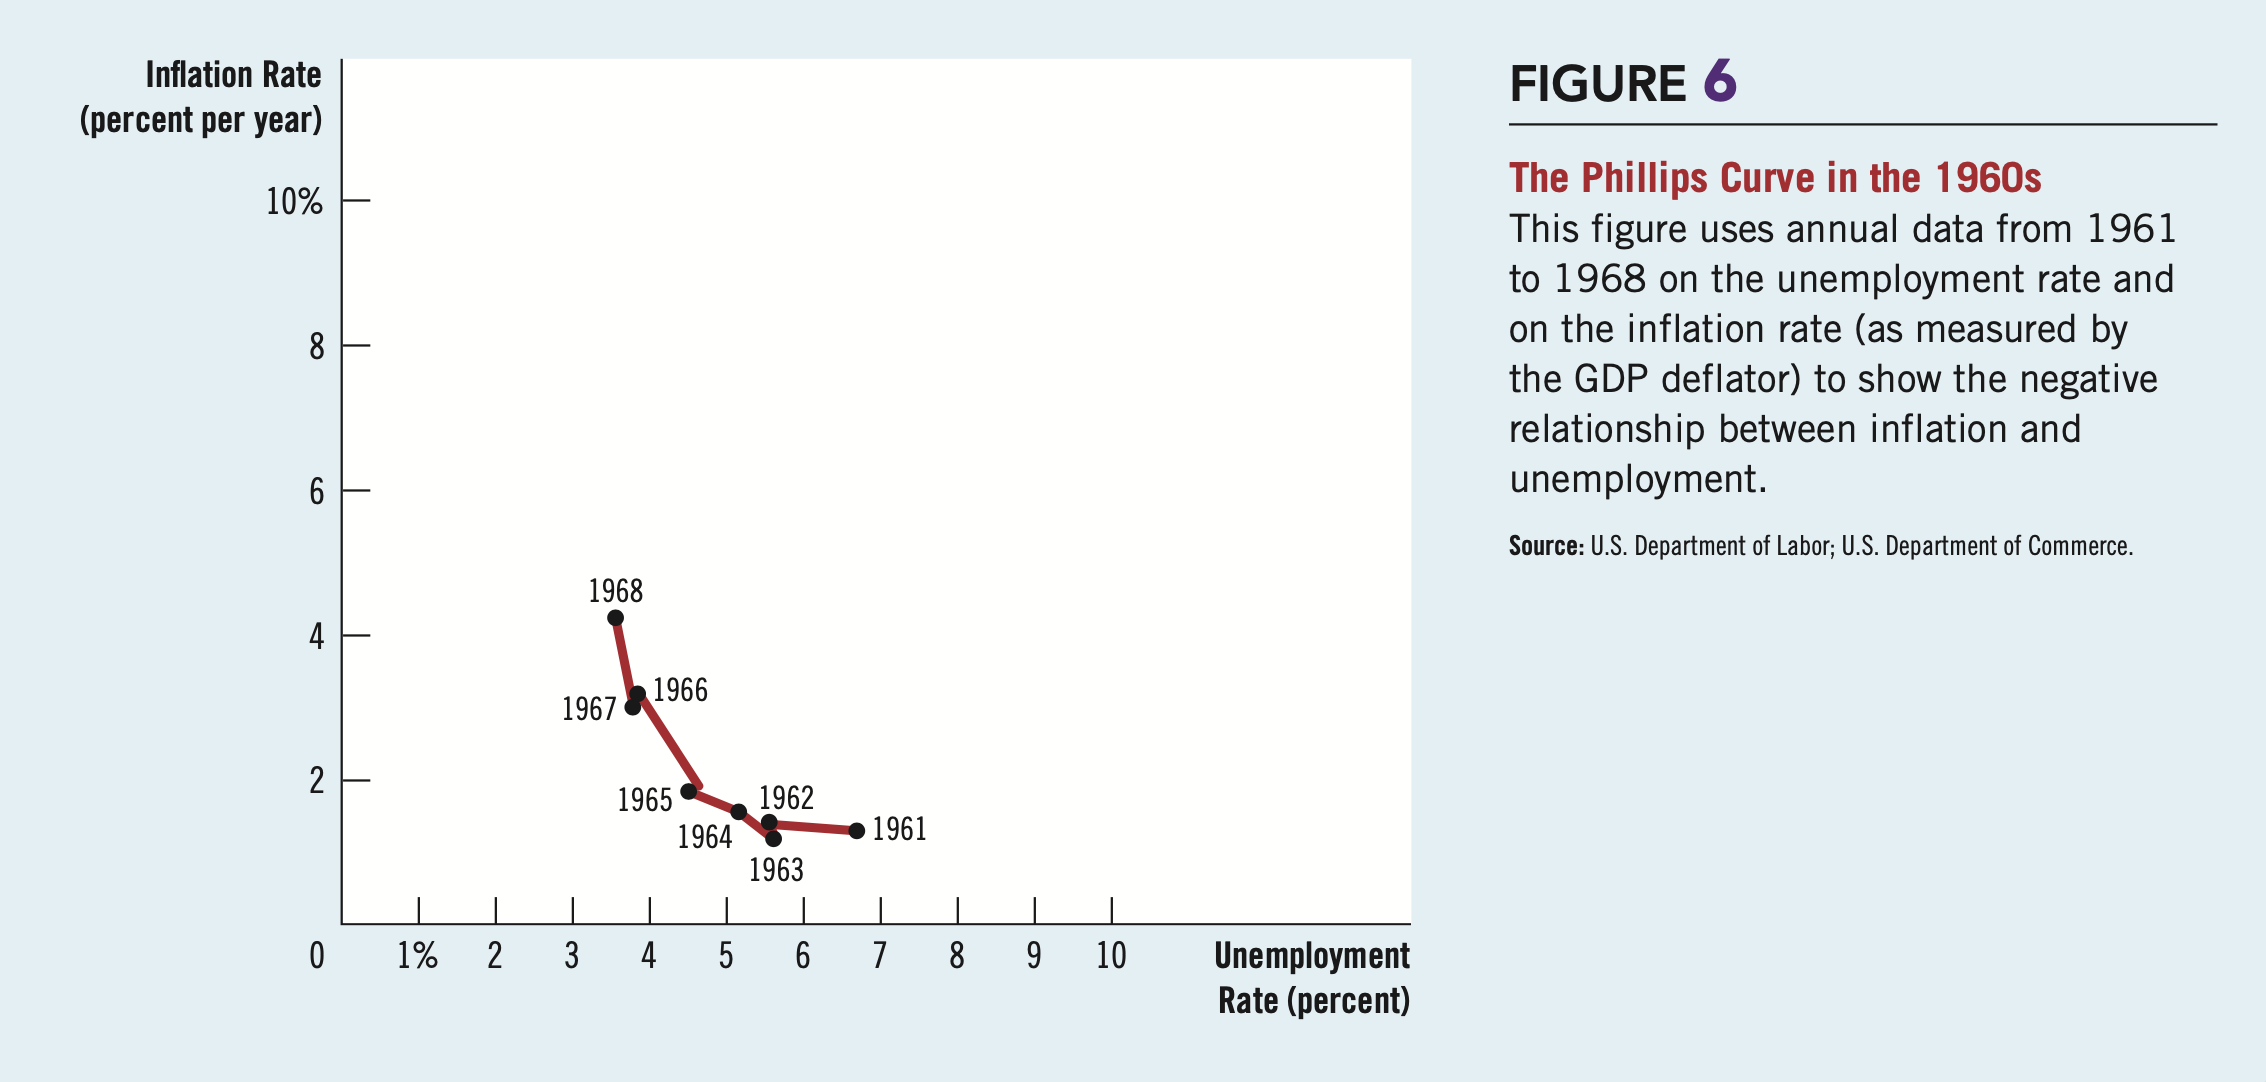 Inflation Rate
(percent per year)
10%
8
6
4
2
0
1968
1966
1967
1965
1962
1964
1961
1963
1% 2 3 4 5 6 7 8 9 10
Unemployment
Rate (percent)
FIGURE 6
The Phillips Curve in the 1960s
This figure uses annual data from 1961
to 1968 on the unemployment rate and
on the inflation rate (as measured by
the GDP deflator) to show the negative
relationship between inflation and
unemployment.
Source: U.S. Department of Labor; U.S. Department of Commerce.